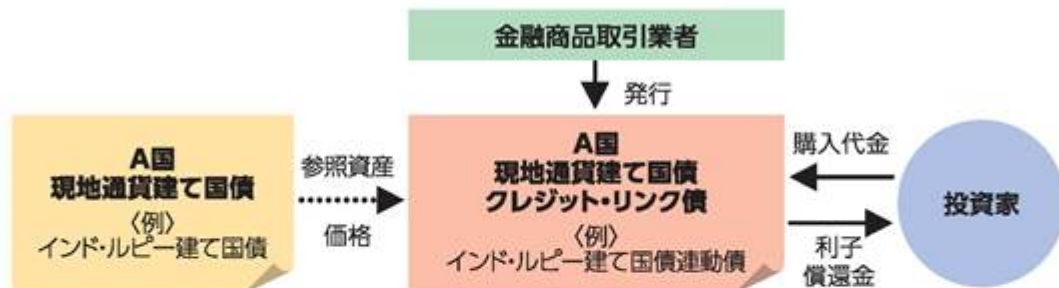 金融商品取引業者
発行
A国
現地通貨建て国債
〈例〉
インド・ルピー建て国債
参照資産
価格
A国
現地通貨建て国債
クレジット・リンク債
〈例〉
インド・ルピー建て国債連動債
購入代金
利子
償還金
投資家